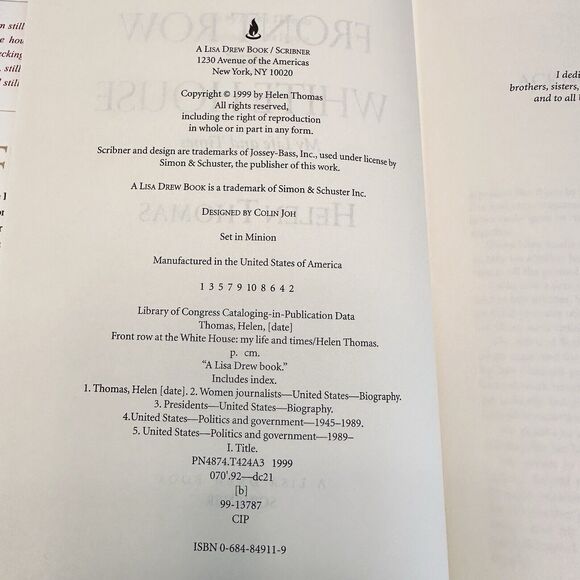 n still
e hou
ecking
, still
l still
A LISA DREW BOOK / SCRIBNER
1230 Avenue of the Americas
New York, NY 10020
Copyright © 1999 by Helen Thomas
All rights reserved,
including the right of reproduction
in whole or in part in any form.
Scribner and design are trademarks of Jossey-Bass, Inc., used under license by
Simon & Schuster, the publisher of this work.
A LISA DREW BOOK is a trademark of Simon & Schuster Inc.
DESIGNED BY COLIN JOH
Set in Minion
Manufactured in the United States of America
1 3 5 7 9 10 8 6 4 2
Library of Congress Cataloging-in-Publication Data
Thomas, Helen, [date]
Front row at the White House: my life and times/Helen Thomas.
p. cm.
“A Lisa Drew book.”
Includes index.
1. Thomas, Helen [date]. 2. Women journalists—United States—Biography.
3. Presidents—United States—Biography.
4.United States—Politics and government—1945–1989.
5. United States—Politics and government—1989–
I. Title.
PN4874.T424A3 1999
070'.92—dc21
[b]
99-13787
CIP
ISBN 0-684-84911-9
I dedi
brothers, sisters,
and to all